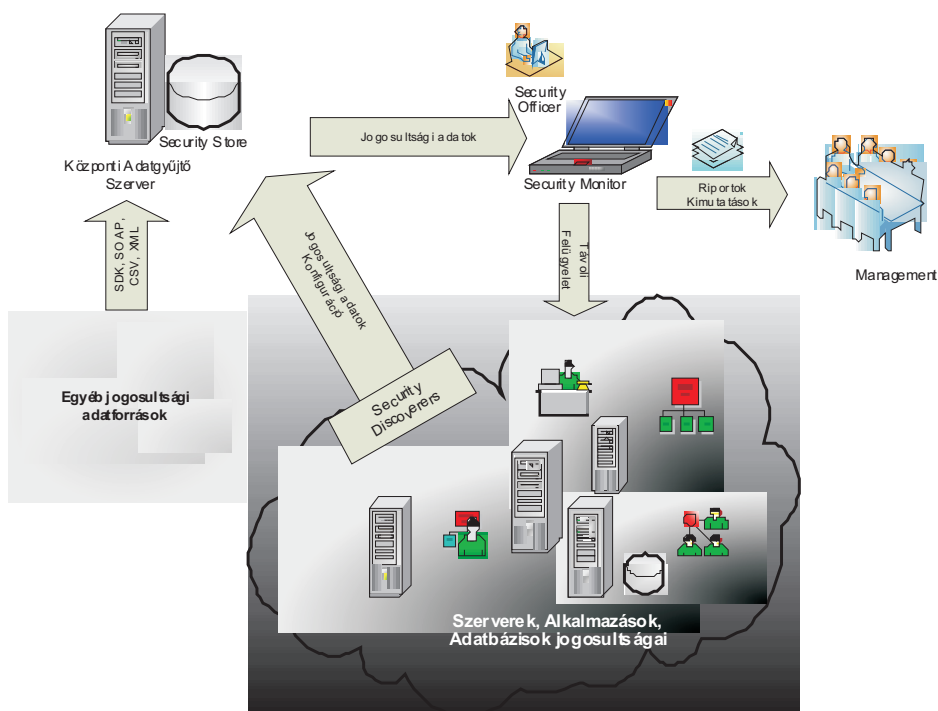 Security
Officer
Security Store
Jogosultsági adatok
Központi Adatgyűjtő
Szerver
Security Monitor
Riportok
Kimutatások
SDK, SOAP,
CSV, XML
Jogosultsági adatok
Konfiguráció
Távoli
Felügyelet
Management
Egyéb jogosultsági
adatforrások
Security
Discoverers
Szerverek, Alkalmazások,
Adatbázisok jogosultságai